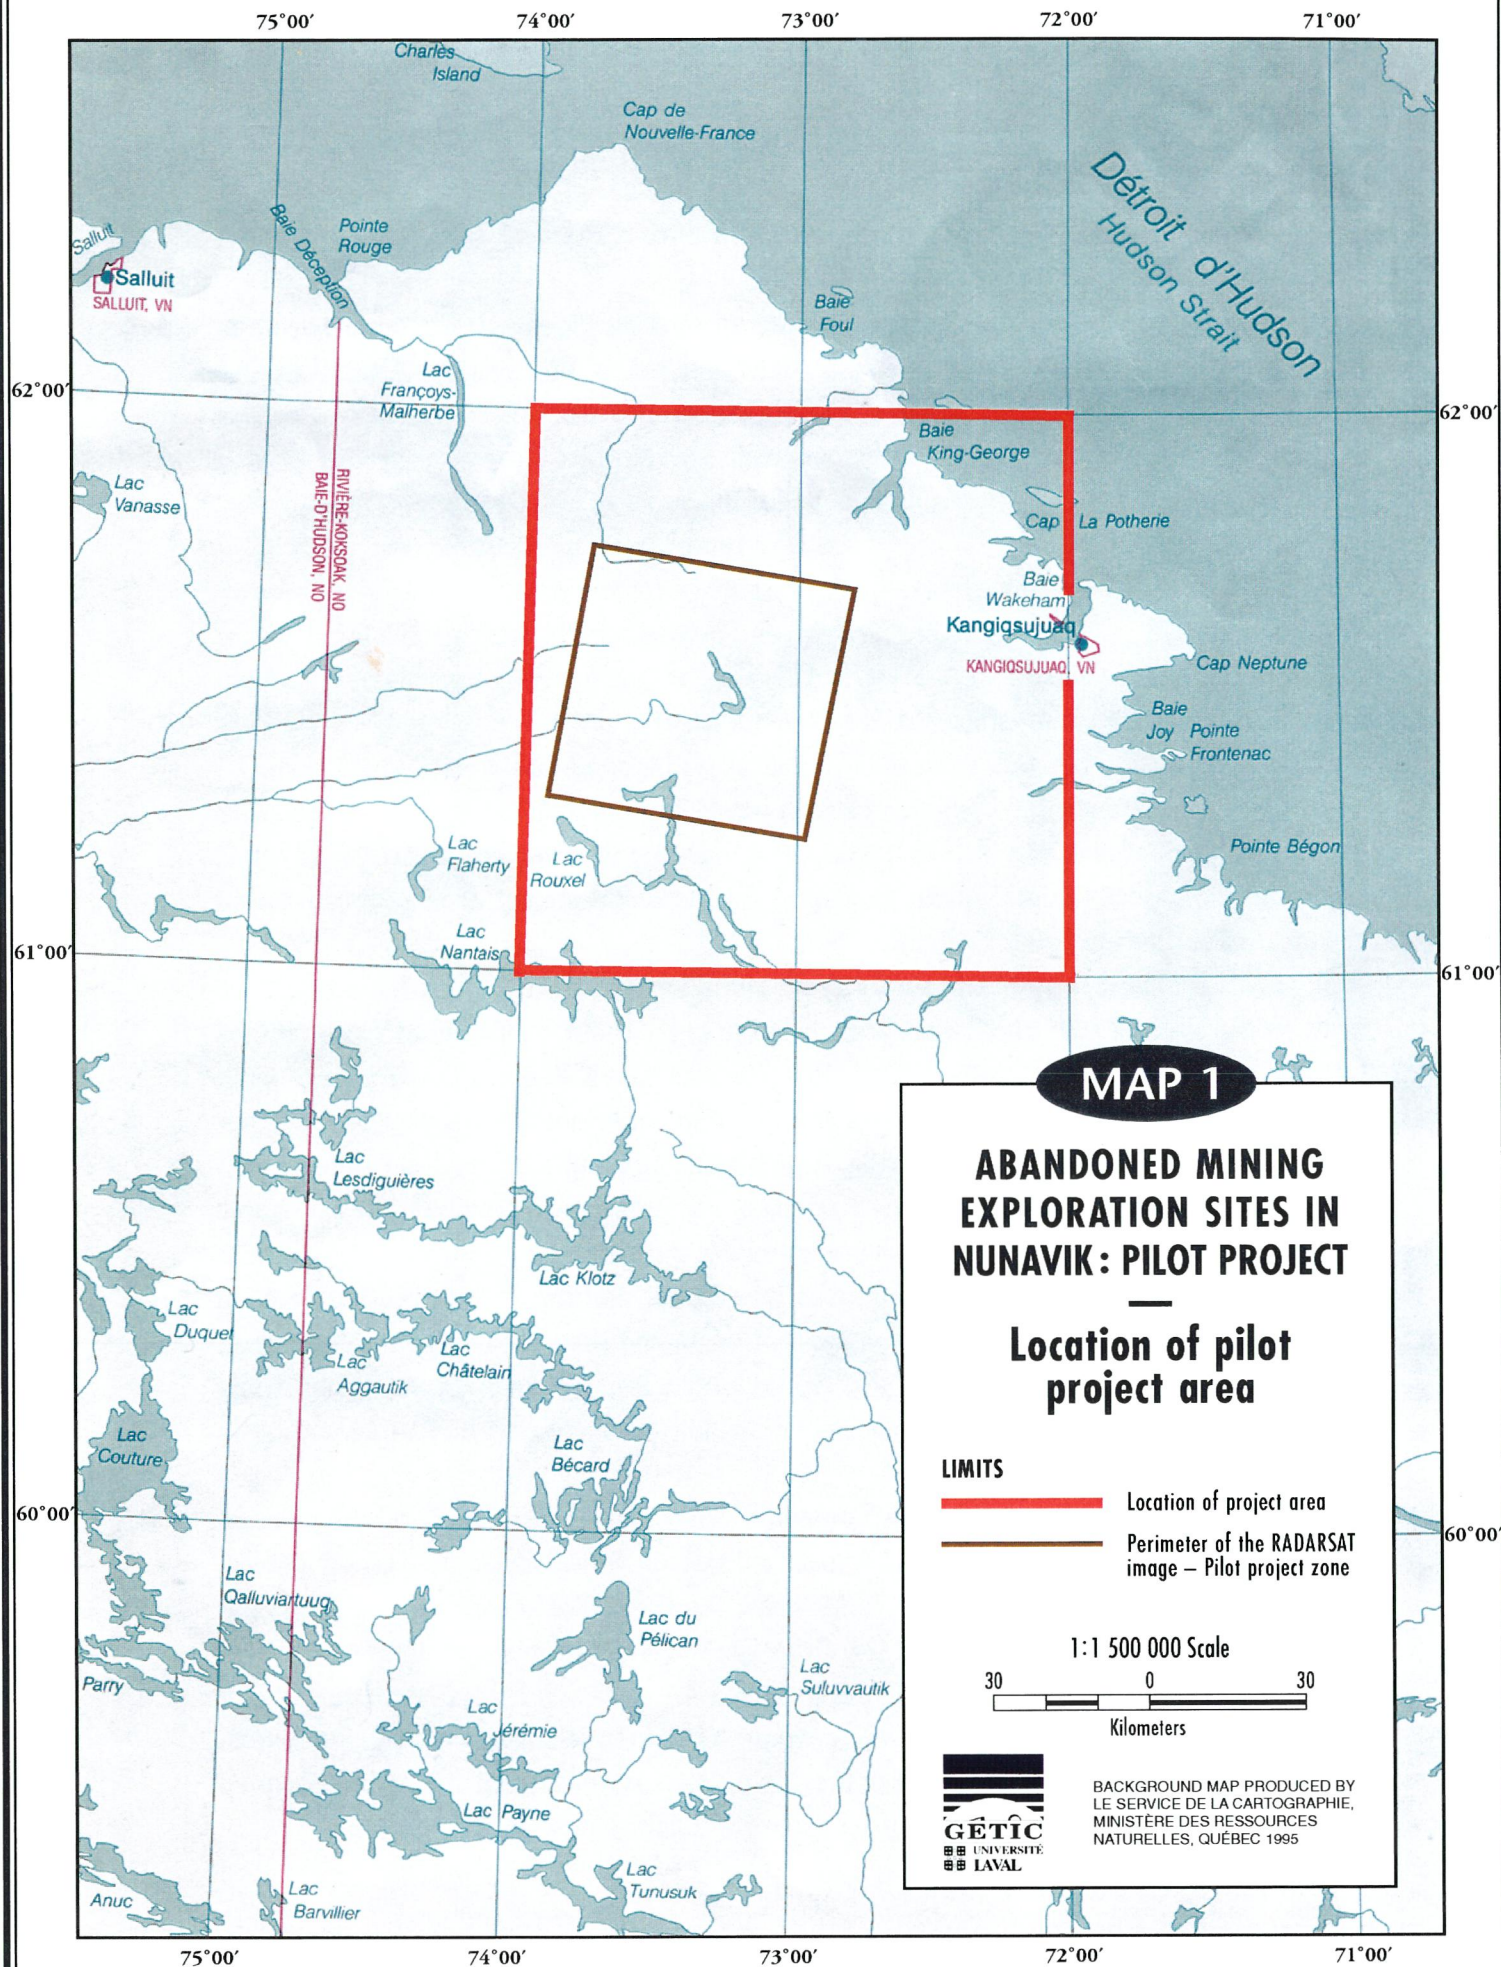 75°00'
74°00'
73°00'
72°00'
71°00'
Charles
Island
Cap de
Nouvelle-France
Détroit d'Hudson
Hudson Strait
Salluit
Baie Déception
Pointe
Rouge
Salluit
SALLUIT, VN
Baie
Foul
62°00'
Lac
Françoys-
Malherbe
62°00'
Baie
King-George
RIVIÈRE-KOKSOAK, NO
BAIE-D'HUDSON, NO
Lac
Vanasse
Cap La Potherie
Baie
Wakeham
Kangiqsujuaq
KANGIQSUJUAQ, VN
Cap Neptune
Baie
Joy
Pointe
Frontenac
Lac
Flaherty
Lac
Rouxel
Pointe Bégon
Lac
Nantais
61°00'
61°00'
Lac
Lesdiguières
Lac Klotz
Lac
Duquet
Lac
Aggautik
Lac
Châtelain
Lac
Couture
Lac
Bécard
60°00'
60°00'
Lac
Qalluviartuuq
Lac du
Pélican
Parry
Lac
Suluvvautik
Lac
Jérémie
Lac Payne
Lac
Tunusuk
Anuc
Lac
Barvillier
MAP 1
ABANDONED MINING
EXPLORATION SITES IN
NUNAVIK : PILOT PROJECT
Location of pilot
project area
LIMITS
Location of project area
Perimeter of the RADARSAT
image – Pilot project zone
1:1 500 000 Scale
30 0 30
Kilometers
GÉTIC
UNIVERSITÉ
LAVAL
BACKGROUND MAP PRODUCED BY
LE SERVICE DE LA CARTOGRAPHIE,
MINISTÈRE DES RESSOURCES
NATURELLES, QUÉBEC 1995
75°00'
74°00'
73°00'
72°00'
71°00'